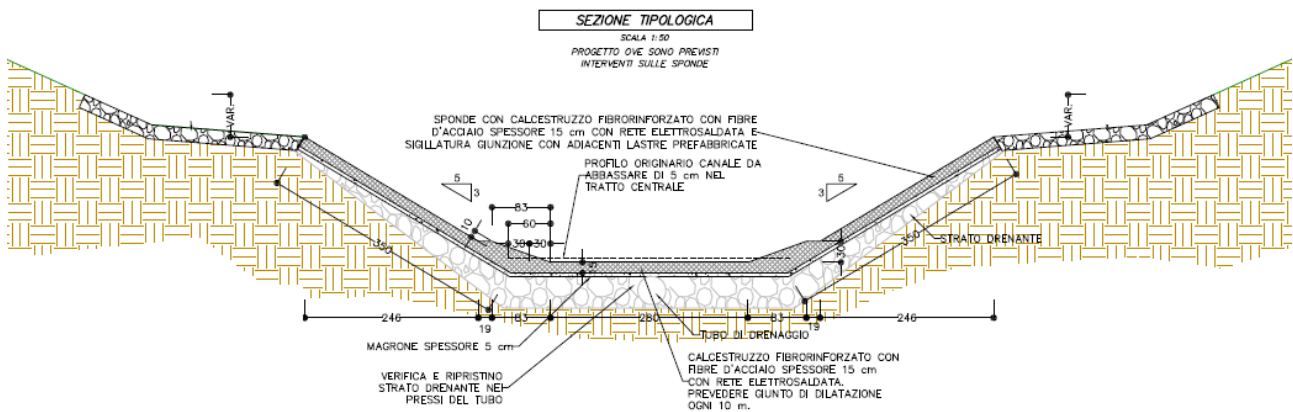 SEZIONE TIPOLOGICA
SCALA 1:50
PROGETTO OVE SONO PREVISTI
INTERVENTI SULLE SPONDE
VAR.
VAR.
SPONDE CON CALCESTRUZZO FIBRORINFORZATO CON FIBRE
D'ACCIAIO SPESSORE 15 cm CON RETE ELETTROSALDATA E
SIGILLATURA GIUNZIONE CON ADIACENTI LASTRE PREFABBRICATE
PROFILO ORIGINARIO CANALE DA
ABBASSARE DI 5 cm NEL
TRATTO CENTRALE
5
3
5
3
83
60
30 30
10
350
350
30
STRATO DRENANTE
246
19
83
280
83
19
246
TUBO DI DRENAGGIO
MAGRONE SPESSORE 5 cm
VERIFICA E RIPRISTINO
STRATO DRENANTE NEI
PRESSI DEL TUBO
CALCESTRUZZO FIBRORINFORZATO CON
FIBRE D'ACCIAIO SPESSORE 15 cm
CON RETE ELETTROSALDATA.
PREVEDERE GIUNTO DI DILATAZIONE
OGNI 10 m.